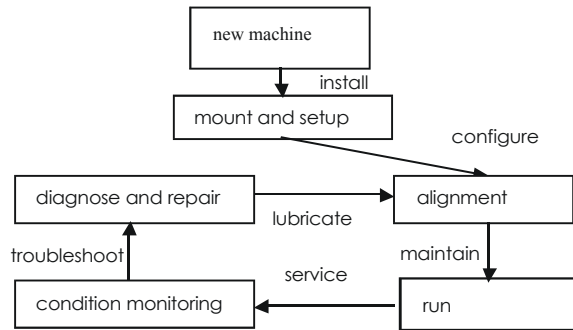 new machine
install
mount and setup
configure
diagnose and repair
alignment
lubricate
troubleshoot
maintain
service
condition monitoring
run